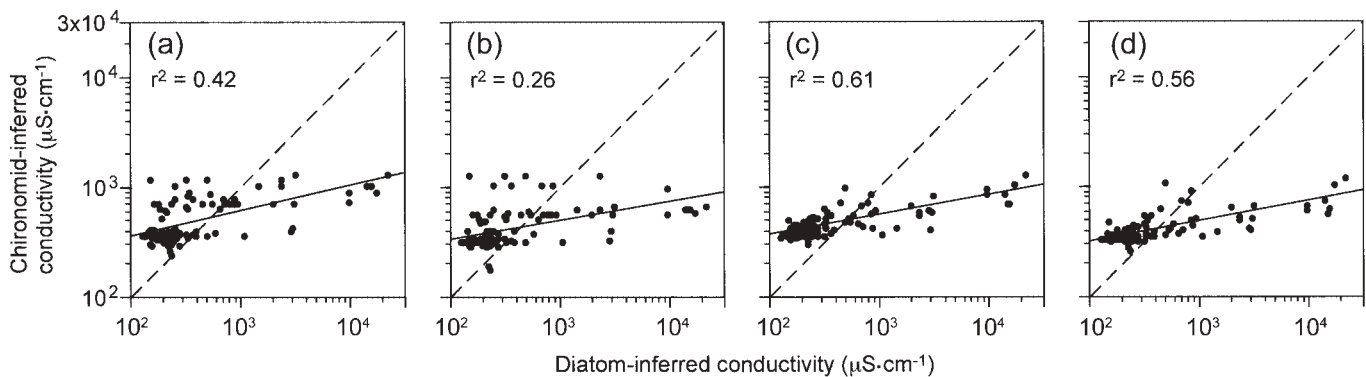 3x10⁴
10⁴
10³
10²
Chironomid-inferred
conductivity (µS·cm⁻¹)
(a)
r² = 0.42
(b)
r² = 0.26
(c)
r² = 0.61
(d)
r² = 0.56
10² 10³ 10⁴
10² 10³ 10⁴
10² 10³ 10⁴
10² 10³ 10⁴
Diatom-inferred conductivity (µS·cm⁻¹)